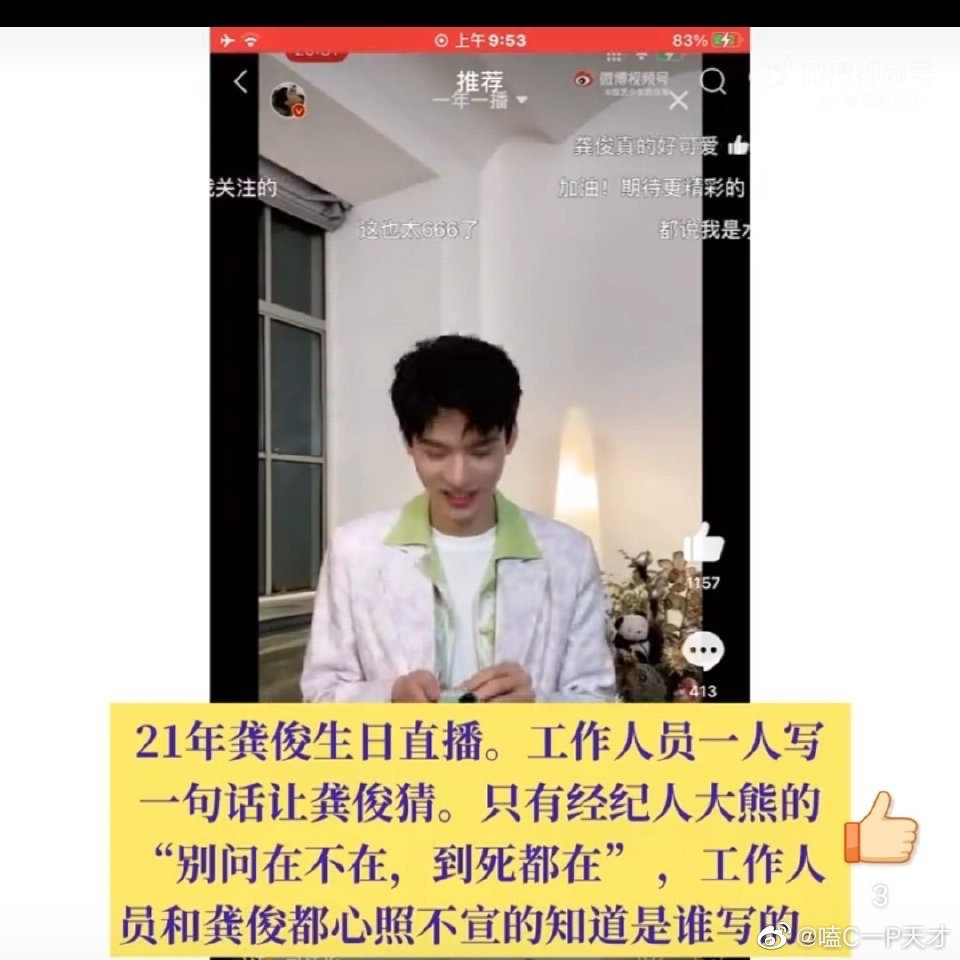 上午9:53
83%
推荐
微博视频号
一年一播
龚俊真的好可爱
关注的
加油！期待更精彩的
这也太666了
都说我是水
1157
413
21年龚俊生日直播。工作人员一人写
一句话让龚俊猜。只有经纪人大熊的
“别问在不在，到死都在”，工作人
员和龚俊都心照不宣的知道是谁写的。
3
@嗑C一P天才